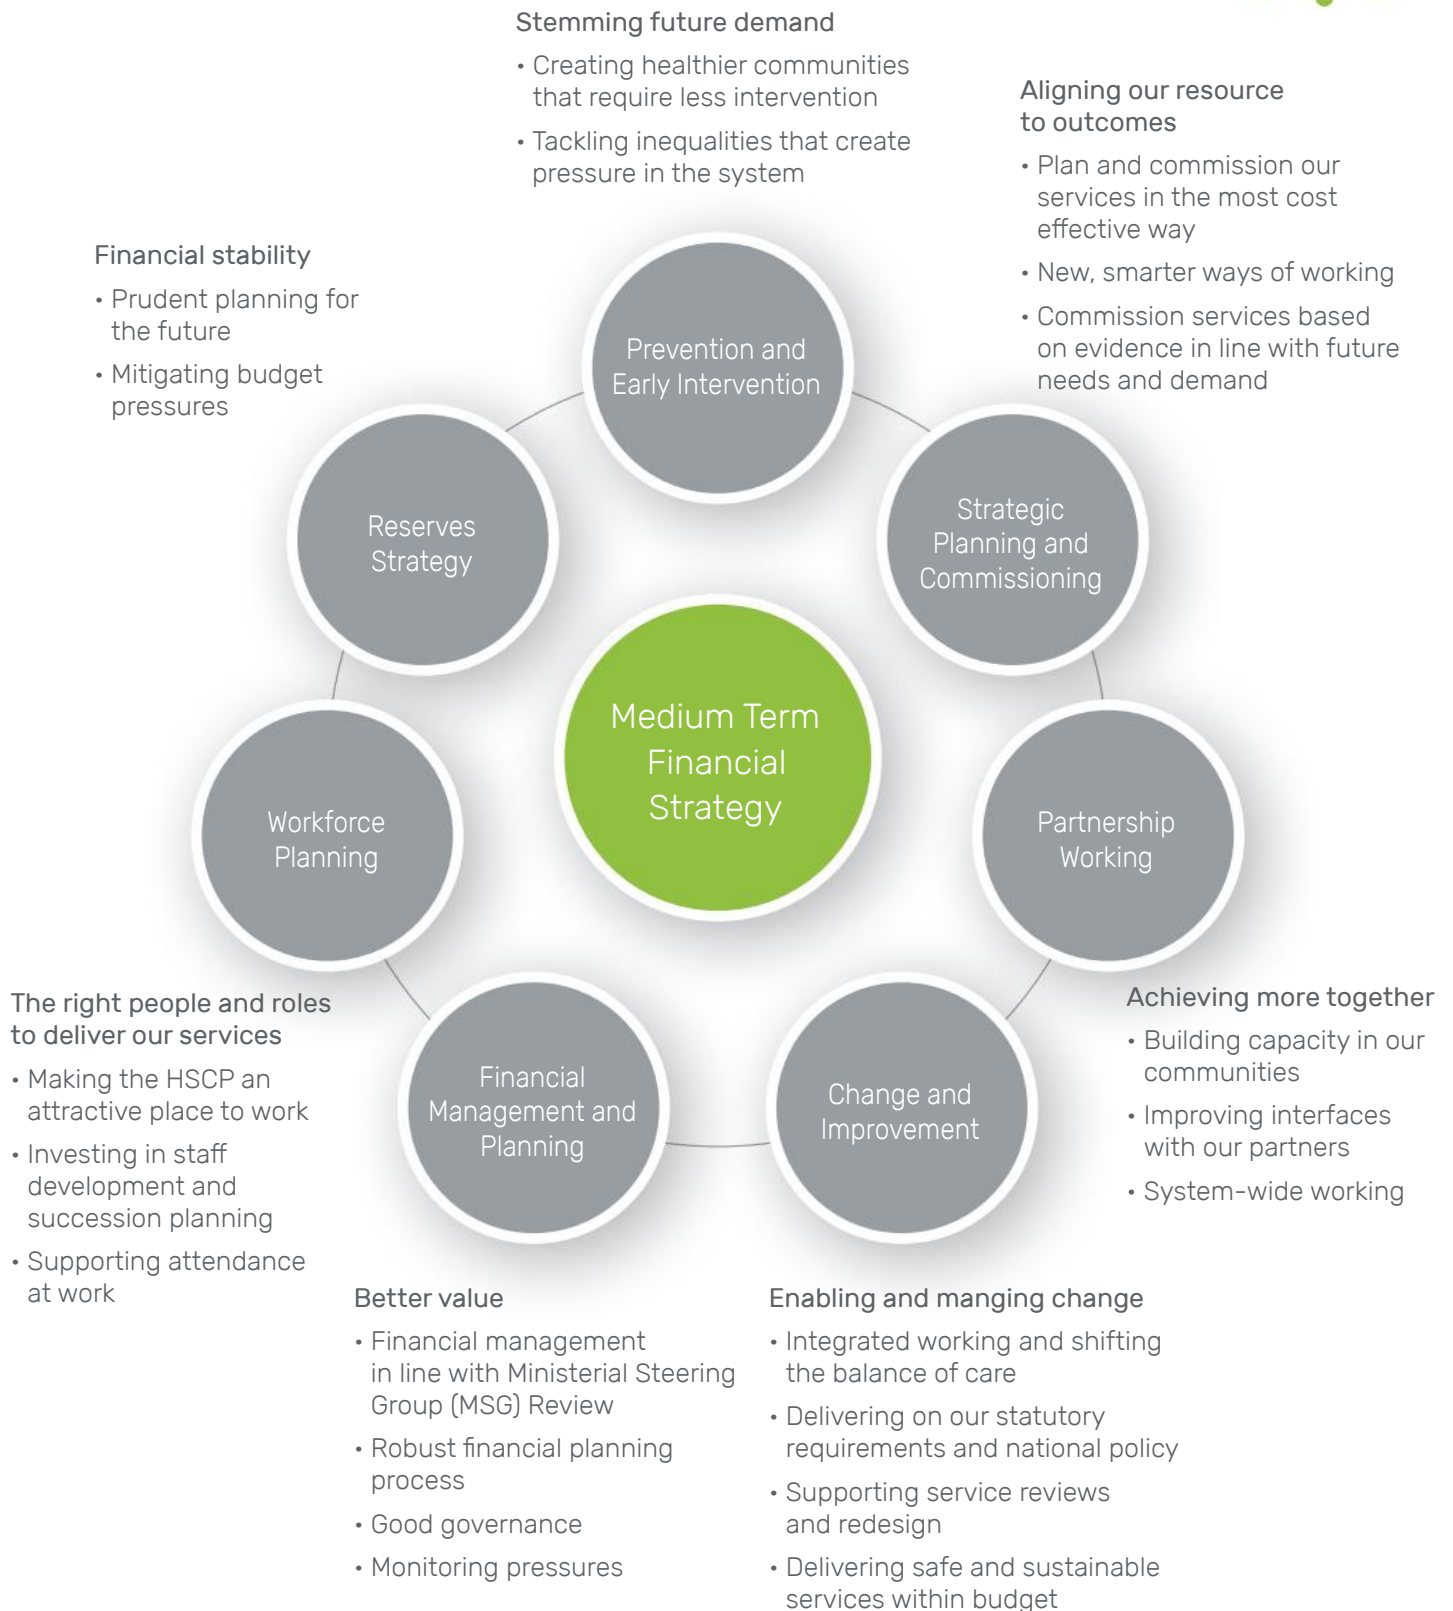 Stemming future demand
• Creating healthier communities
that require less intervention
• Tackling inequalities that create
pressure in the system
Aligning our resource
to outcomes
• Plan and commission our
services in the most cost
effective way
• New, smarter ways of working
• Commission services based
on evidence in line with future
needs and demand
Financial stability
• Prudent planning for
the future
• Mitigating budget
pressures
Prevention and
Early Intervention
Reserves
Strategy
Strategic
Planning and
Commissioning
Medium Term
Financial
Strategy
Workforce
Planning
Partnership
Working
Financial
Management and
Planning
Change and
Improvement
The right people and roles
to deliver our services
• Making the HSCP an
attractive place to work
• Investing in staff
development and
succession planning
• Supporting attendance
at work
Achieving more together
• Building capacity in our
communities
• Improving interfaces
with our partners
• System-wide working
Better value
• Financial management
in line with Ministerial Steering
Group (MSG) Review
• Robust financial planning
process
• Good governance
• Monitoring pressures
Enabling and manging change
• Integrated working and shifting
the balance of care
• Delivering on our statutory
requirements and national policy
• Supporting service reviews
and redesign
• Delivering safe and sustainable
services within budget